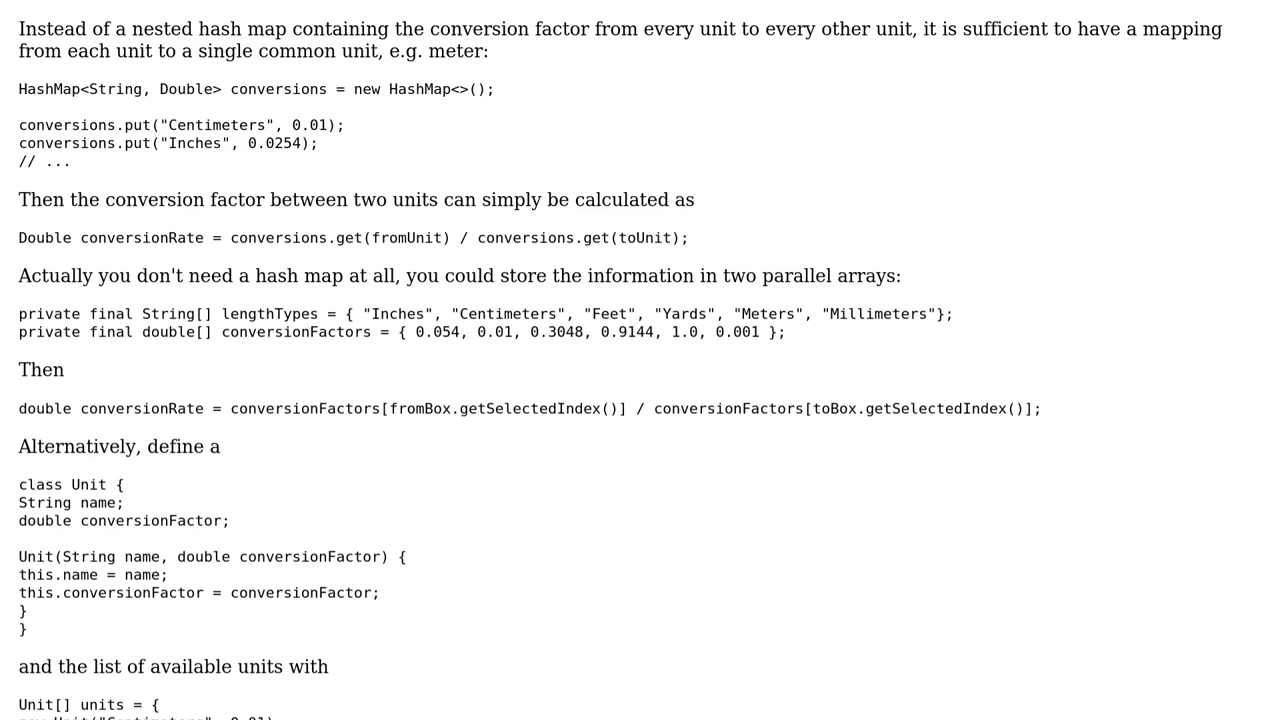 Instead of a nested hash map containing the conversion factor from every unit to every other unit, it is sufficient to have a mapping
from each unit to a single common unit, e.g. meter:
HashMap<String, Double> conversions = new HashMap<>();
conversions.put("Centimeters", 0.01);
conversions.put("Inches", 0.0254);
// ...
Then the conversion factor between two units can simply be calculated as
Double conversionRate = conversions.get(fromUnit) / conversions.get(toUnit);
Actually you don't need a hash map at all, you could store the information in two parallel arrays:
private final String[] lengthTypes = { "Inches", "Centimeters", "Feet", "Yards", "Meters", "Millimeters"};
private final double[] conversionFactors = { 0.054, 0.01, 0.3048, 0.9144, 1.0, 0.001 };
Then
double conversionRate = conversionFactors[fromBox.getSelectedIndex()] / conversionFactors[toBox.getSelectedIndex()];
Alternatively, define a
class Unit {
String name;
double conversionFactor;
Unit(String name, double conversionFactor) {
this.name = name;
this.conversionFactor = conversionFactor;
}
}
and the list of available units with
Unit[] units = {
new Unit("Centimeters", 0.01)